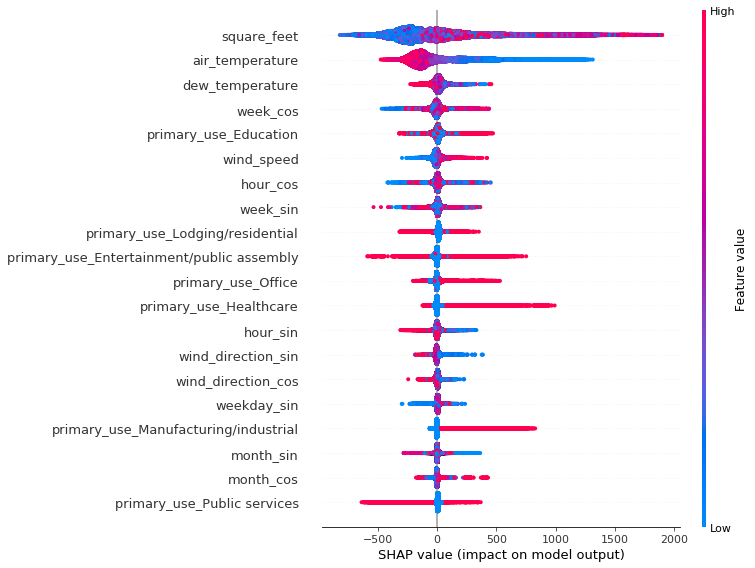 High
square_feet
air_temperature
dew_temperature
week_cos
primary_use_Education
wind_speed
hour_cos
week_sin
primary_use_Lodging/residential
primary_use_Entertainment/public assembly
primary_use_Office
primary_use_Healthcare
hour_sin
wind_direction_sin
wind_direction_cos
weekday_sin
primary_use_Manufacturing/industrial
month_sin
month_cos
primary_use_Public services
Feature value
Low
−500 0 500 1000 1500 2000
SHAP value (impact on model output)